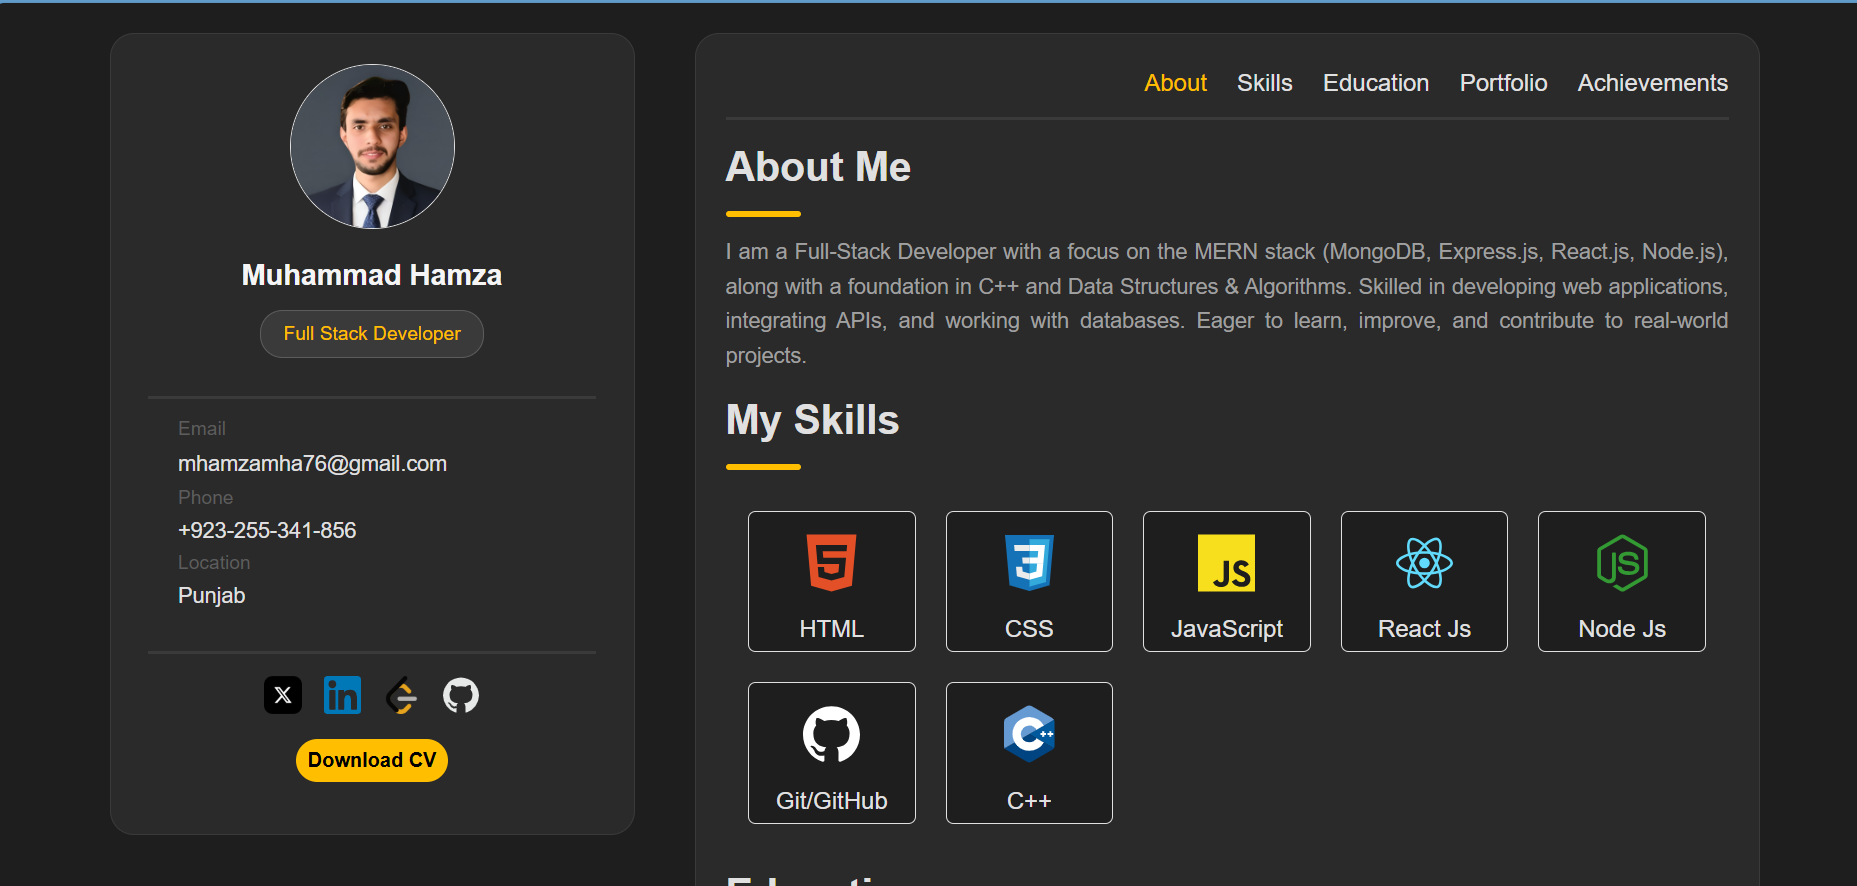 Muhammad Hamza
Full Stack Developer
Email
mhamzamha76@gmail.com
Phone
+923-255-341-856
Location
Punjab
X
in
Download CV
About Skills Education Portfolio Achievements
About Me
I am a Full-Stack Developer with a focus on the MERN stack (MongoDB, Express.js, React.js, Node.js),
along with a foundation in C++ and Data Structures & Algorithms. Skilled in developing web applications,
integrating APIs, and working with databases. Eager to learn, improve, and contribute to real-world
projects.
My Skills
5 3 JS JS
HTML CSS JavaScript React Js Node Js
C++
Git/GitHub C++